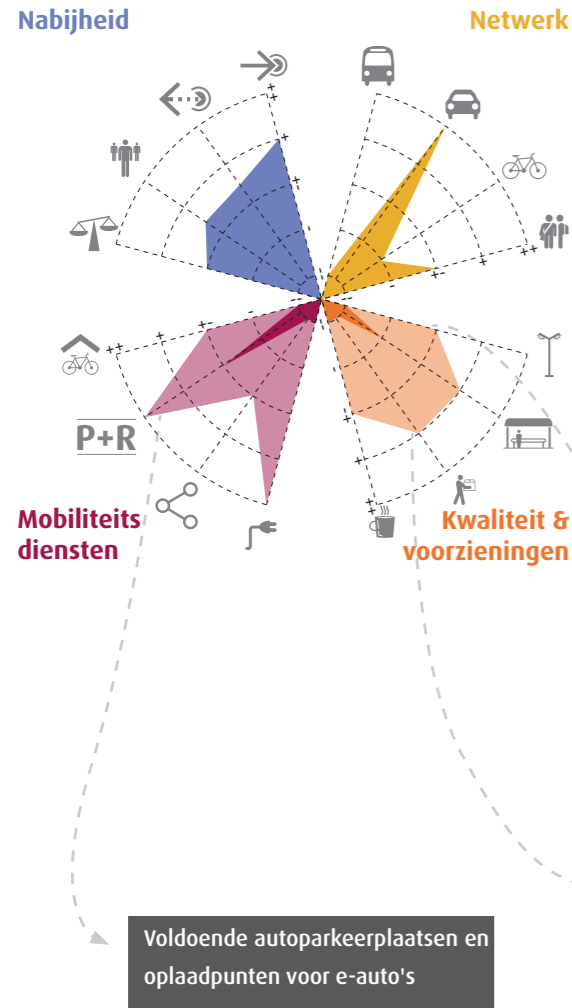 Nabijheid
Netwerk
P+R
Mobiliteits
diensten
Kwaliteit &
voorzieningen
Voldoende autoparkeerplaatsen en
oplaadpunten voor e-auto's